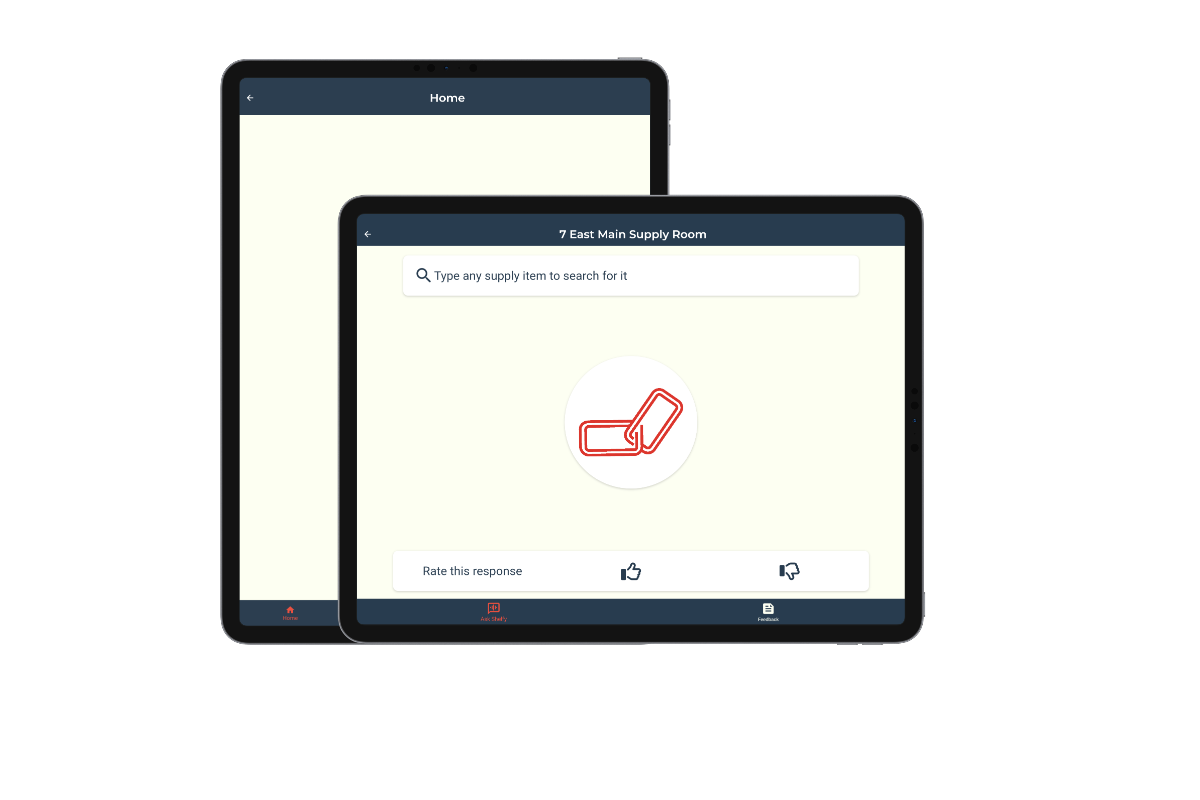 Home
7 East Main Supply Room
Type any supply item to search for it
Rate this response
Home
Ask Shelfy
Feedback